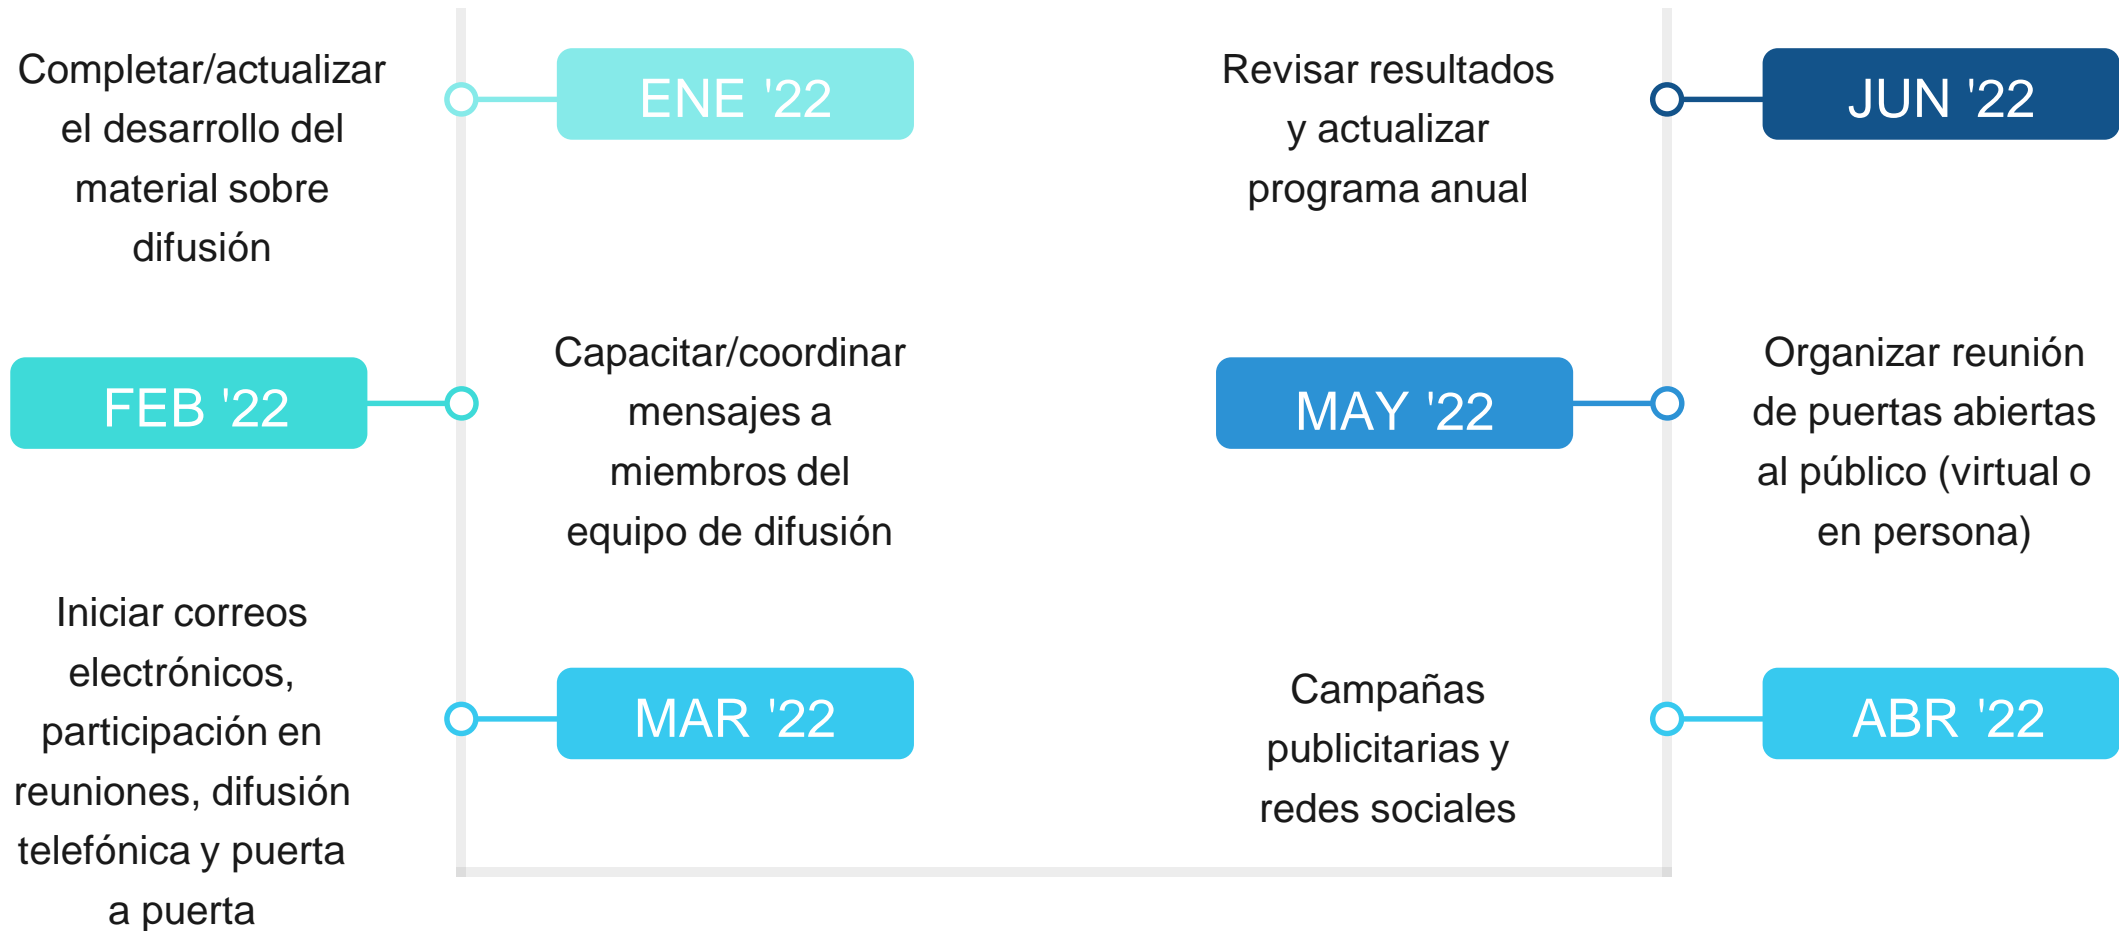 Completar/actualizar
el desarrollo del
material sobre
difusión
ENE '22
FEB '22
Capacitar/coordinar
mensajes a
miembros del
equipo de difusión
Iniciar correos
electrónicos,
participación en
reuniones, difusión
telefónica y puerta
a puerta
MAR '22
Campañas
publicitarias y
redes sociales
ABR '22
MAY '22
Organizar reunión
de puertas abiertas
al público (virtual o
en persona)
Revisar resultados
y actualizar
programa anual
JUN '22